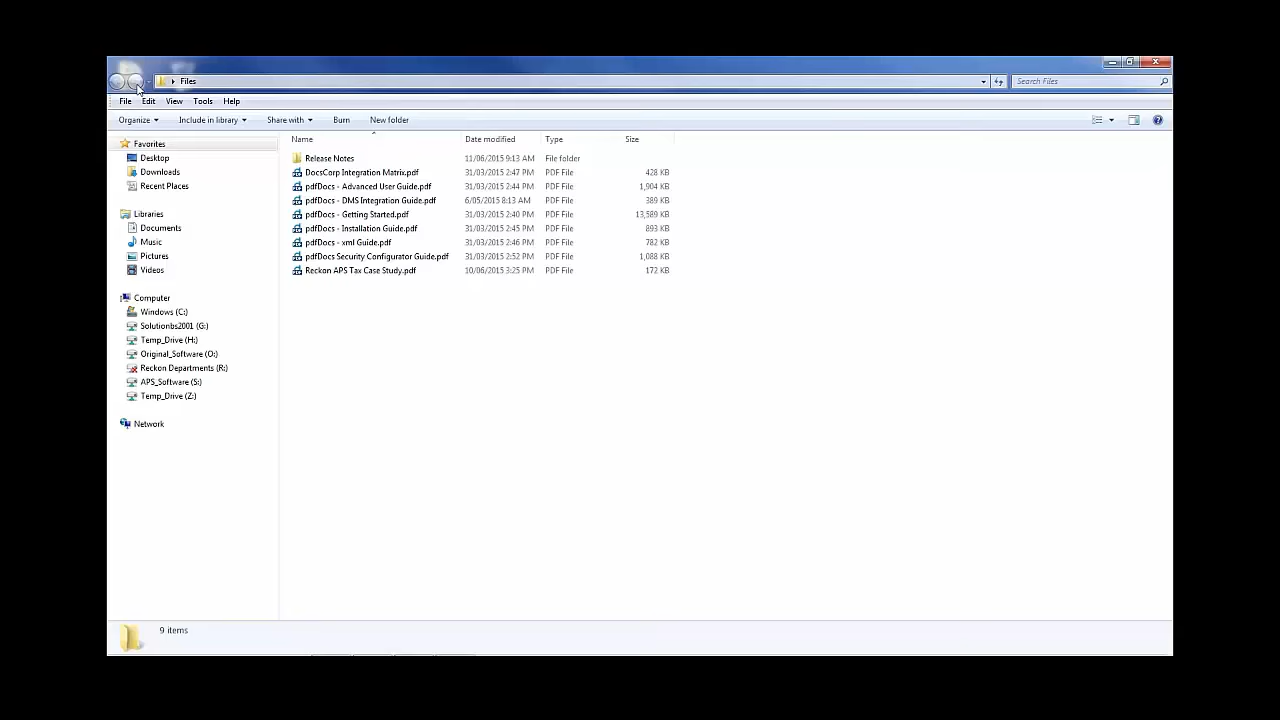 Files
Search Files
File Edit View Tools Help
Organize Include in library Share with Burn New folder
Name Date modified Type Size
Favorites
Desktop
Downloads
Recent Places
Libraries
Documents
Music
Pictures
Videos
Computer
Windows (C:)
Solutionbs2001 (G:)
Temp_Drive (H:)
Original_Software (O:)
Reckon Departments (R:)
APS_Software (S:)
Temp_Drive (Z:)
Network
Release Notes 11/06/2015 9:13 AM File folder
DocsCorp Integration Matrix.pdf 31/03/2015 2:47 PM PDF File 428 KB
pdfDocs - Advanced User Guide.pdf 31/03/2015 2:44 PM PDF File 1,904 KB
pdfDocs - DMS Integration Guide.pdf 6/05/2015 8:13 AM PDF File 389 KB
pdfDocs - Getting Started.pdf 31/03/2015 2:40 PM PDF File 13,589 KB
pdfDocs - Installation Guide.pdf 31/03/2015 2:45 PM PDF File 893 KB
pdfDocs - xml Guide.pdf 31/03/2015 2:46 PM PDF File 782 KB
pdfDocs Security Configurator Guide.pdf 31/03/2015 2:52 PM PDF File 1,088 KB
Reckon APS Tax Case Study.pdf 10/06/2015 3:25 PM PDF File 172 KB
9 items